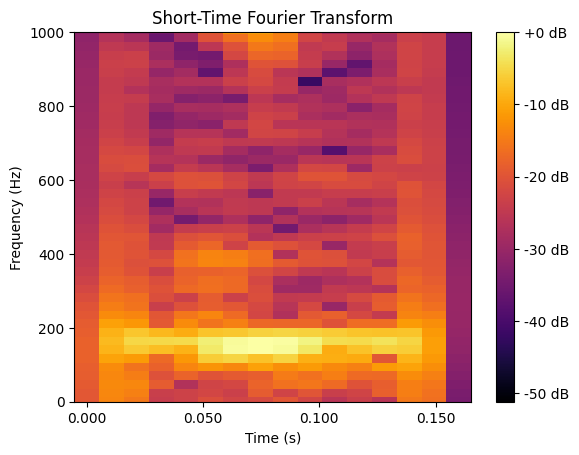 Short-Time Fourier Transform
Frequency (Hz)
1000
800
600
400
200
0
0.000
0.050
0.100
0.150
Time (s)
+0 dB
-10 dB
-20 dB
-30 dB
-40 dB
-50 dB